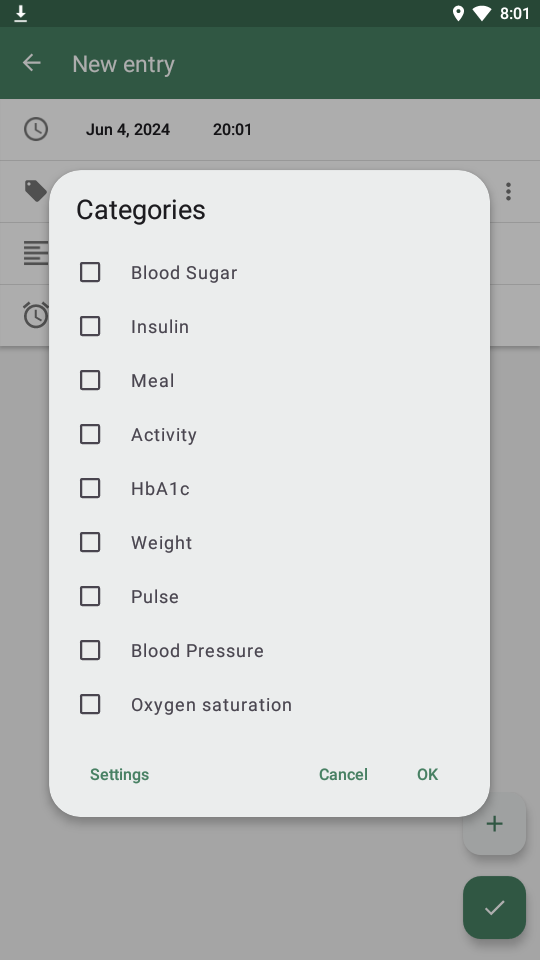 8:01
New entry
Jun 4, 2024 20:01
Categories
Blood Sugar
Insulin
Meal
Activity
HbA1c
Weight
Pulse
Blood Pressure
Oxygen saturation
Settings Cancel OK